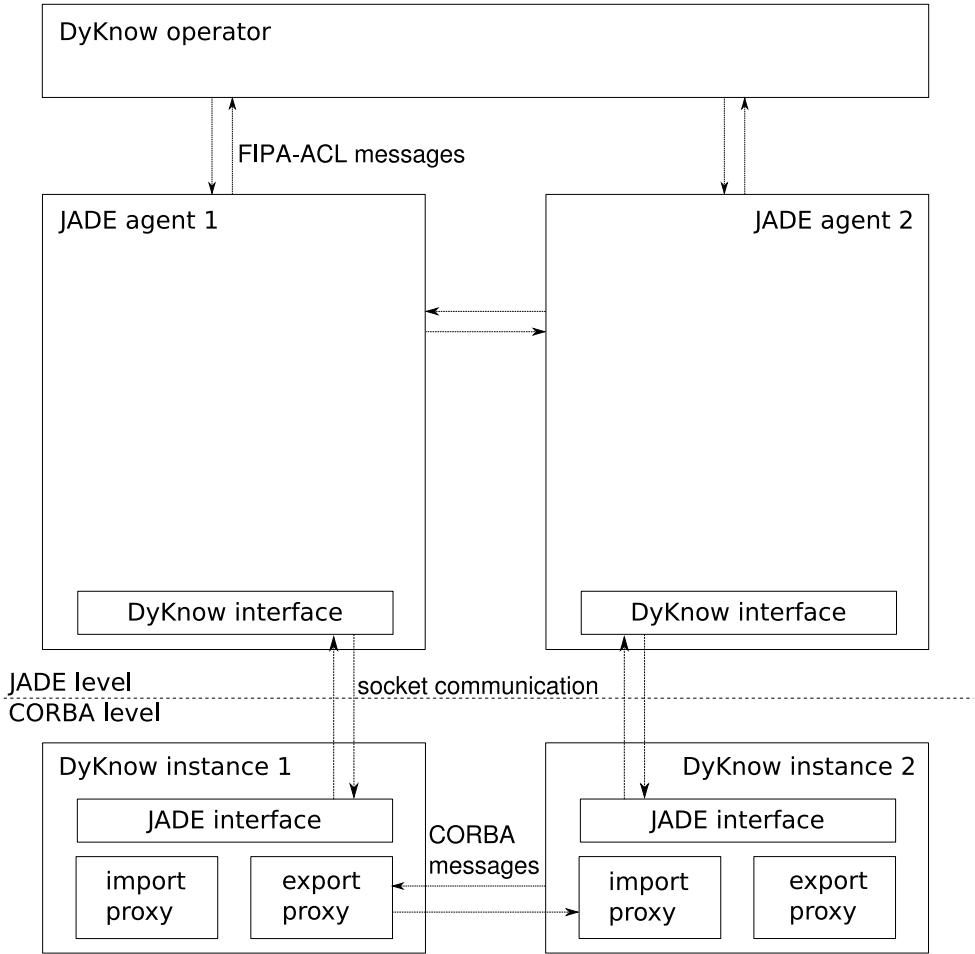 DyKnow operator
FIPA-ACL messages
JADE agent 1
JADE agent 2
DyKnow interface
DyKnow interface
JADE level
socket communication
CORBA level
DyKnow instance 1
DyKnow instance 2
JADE interface
JADE interface
CORBA
messages
import
proxy
export
proxy
import
proxy
export
proxy